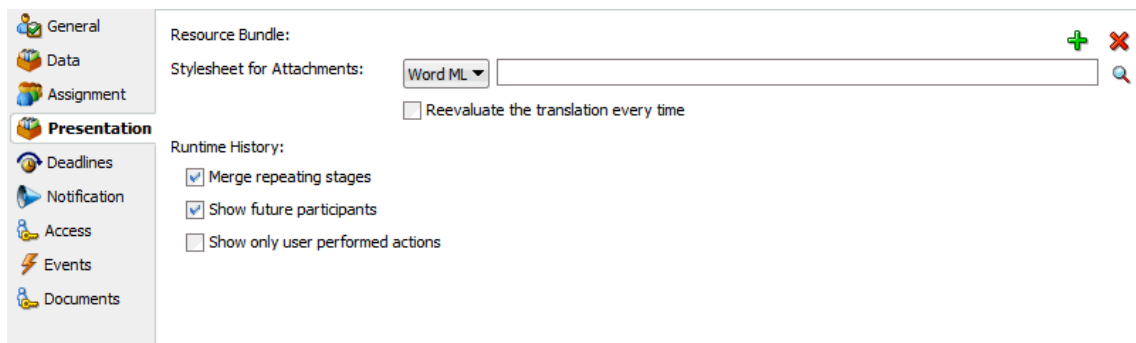 General
Data
Assignment
Presentation
Deadlines
Notification
Access
Events
Documents
Resource Bundle:
Stylesheet for Attachments: Word ML
Reevaluate the translation every time
Runtime History:
Merge repeating stages
Show future participants
Show only user performed actions